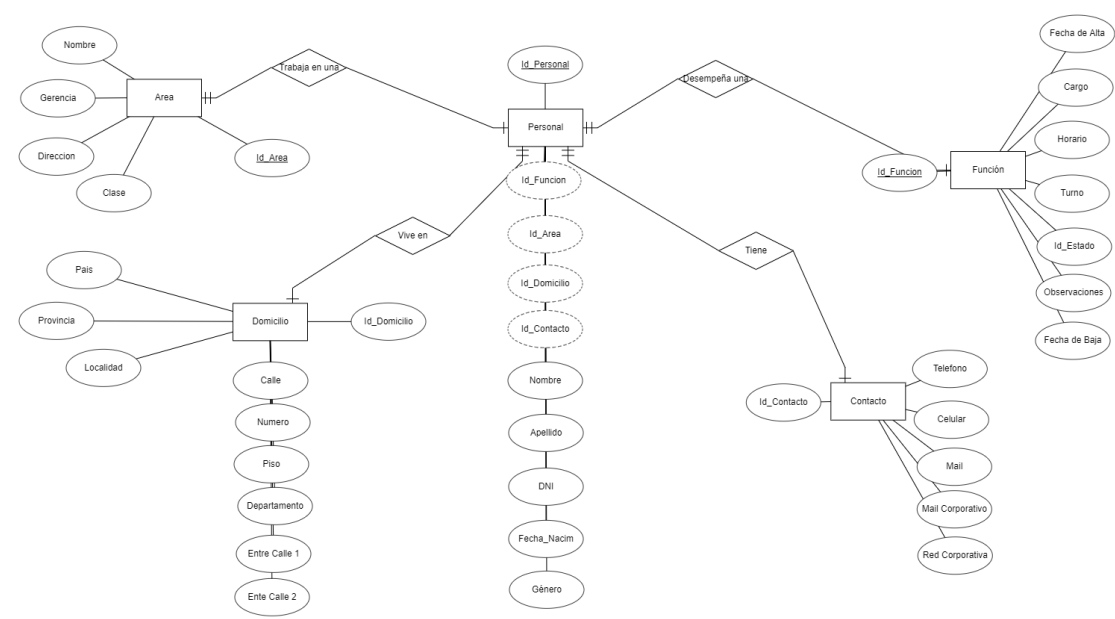 Fecha de Alta
Nombre
Trabaja en una
Id_Personal
Desempeña una
Cargo
Gerencia
Area
Personal
Horario
Direccion
Id_Area
Id_Funcion
Función
Clase
Id_Funcion
Turno
Vive en
Id_Area
Tiene
Id_Estado
Pais
Id_Domicilio
Observaciones
Provincia
Domicilio
Id_Domicilio
Id_Contacto
Fecha de Baja
Localidad
Calle
Nombre
Telefono
Id_Contacto
Contacto
Numero
Apellido
Celular
Piso
DNI
Mail
Departamento
Mail Corporativo
Entre Calle 1
Fecha_Nacim
Red Corporativa
Ente Calle 2
Género